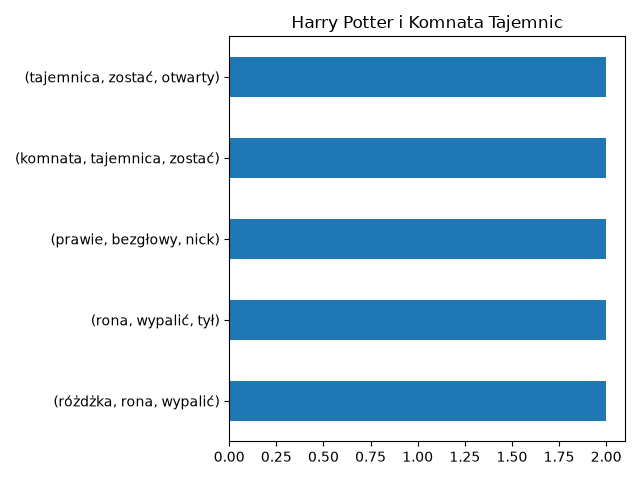 Harry Potter i Komnata Tajemnic
(tajemnica, zostać, otwarty)
(komnata, tajemnica, zostać)
(prawie, bezgłowy, nick)
(rona, wypalić, tył)
(różdżka, rona, wypalić)
0.00 0.25 0.50 0.75 1.00 1.25 1.50 1.75 2.00